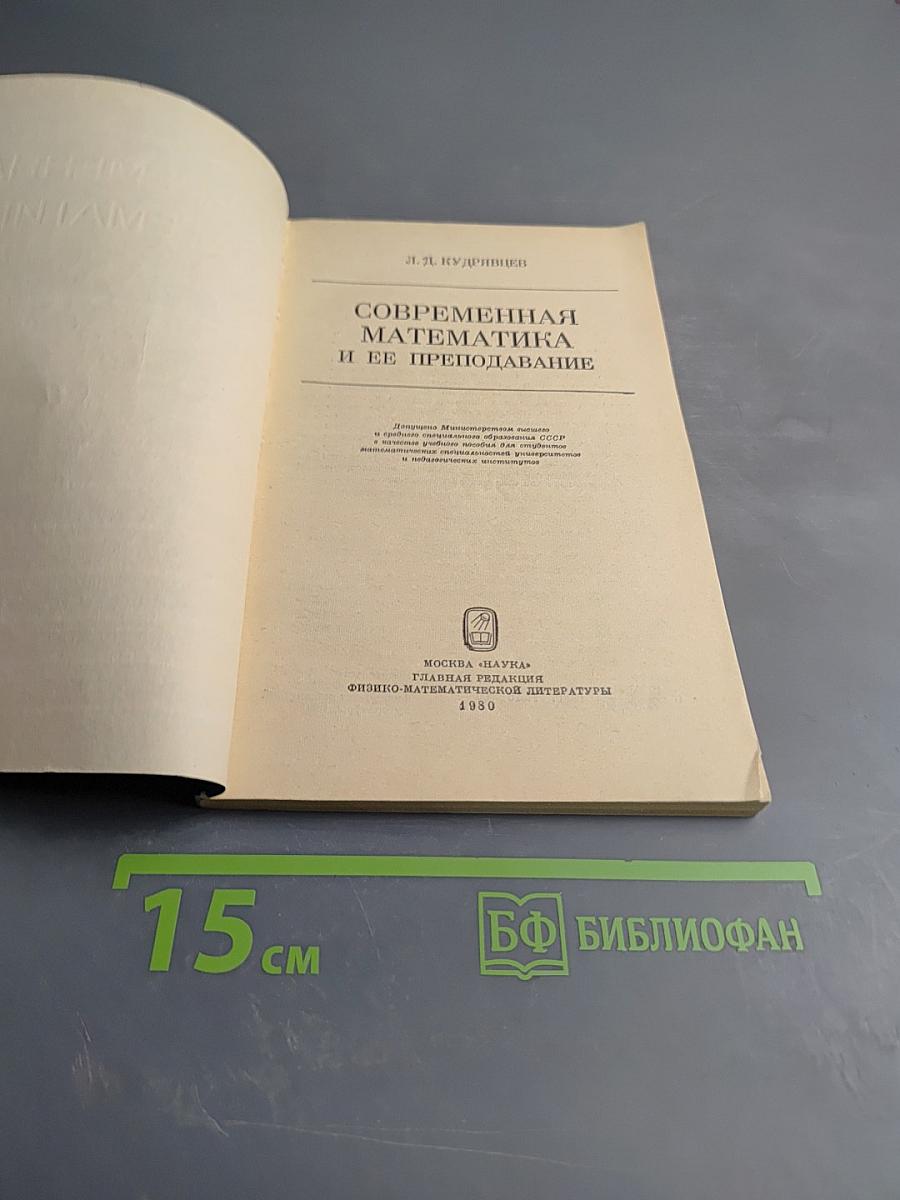 Л. Д. КУДРЯВЦЕВ
СОВРЕМЕННАЯ
МАТЕМАТИКА
И ЕЕ ПРЕПОДАВАНИЕ
Допущено Министерством высшего
и среднего специального образования СССР
в качестве учебного пособия для студентов
математических специальностей университетов
и педагогических институтов
МОСКВА «НАУКА»
ГЛАВНАЯ РЕДАКЦИЯ
ФИЗИКО-МАТЕМАТИЧЕСКОЙ ЛИТЕРАТУРЫ
1980
15 см
БФ БИБЛИОФАН